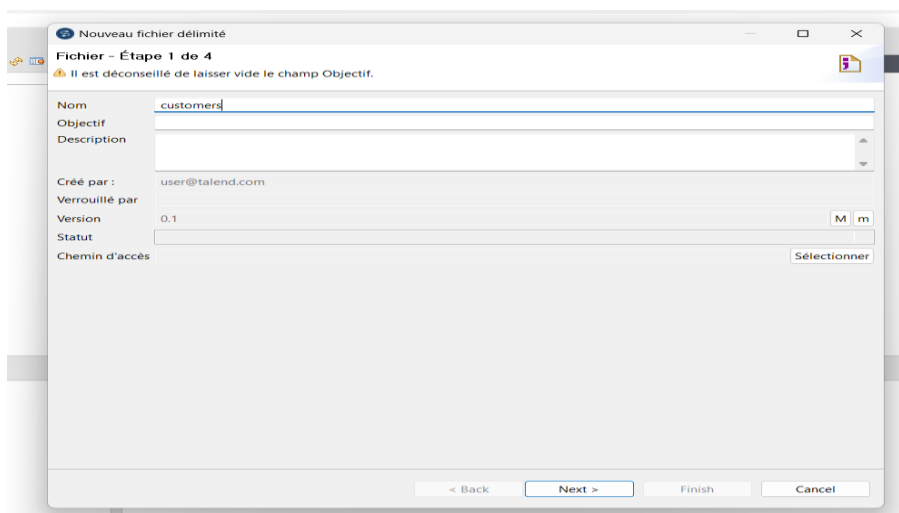 Nouveau fichier délimité
Fichier - Étape 1 de 4
Il est déconseillé de laisser vide le champ Objectif.
Nom customers
Objectif
Description
Créé par : user@talend.com
Verrouillé par
Version 0.1 M m
Statut
Chemin d'accès Sélectionner
< Back Next > Finish Cancel